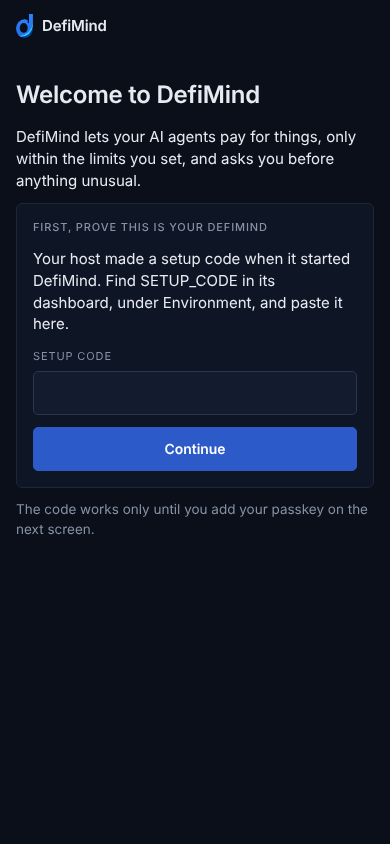 DefiMind
Welcome to DefiMind
DefiMind lets your AI agents pay for things, only
within the limits you set, and asks you before
anything unusual.
FIRST, PROVE THIS IS YOUR DEFIMIND
Your host made a setup code when it started
DefiMind. Find SETUP_CODE in its
dashboard, under Environment, and paste it
here.
SETUP CODE
Continue
The code works only until you add your passkey on the
next screen.